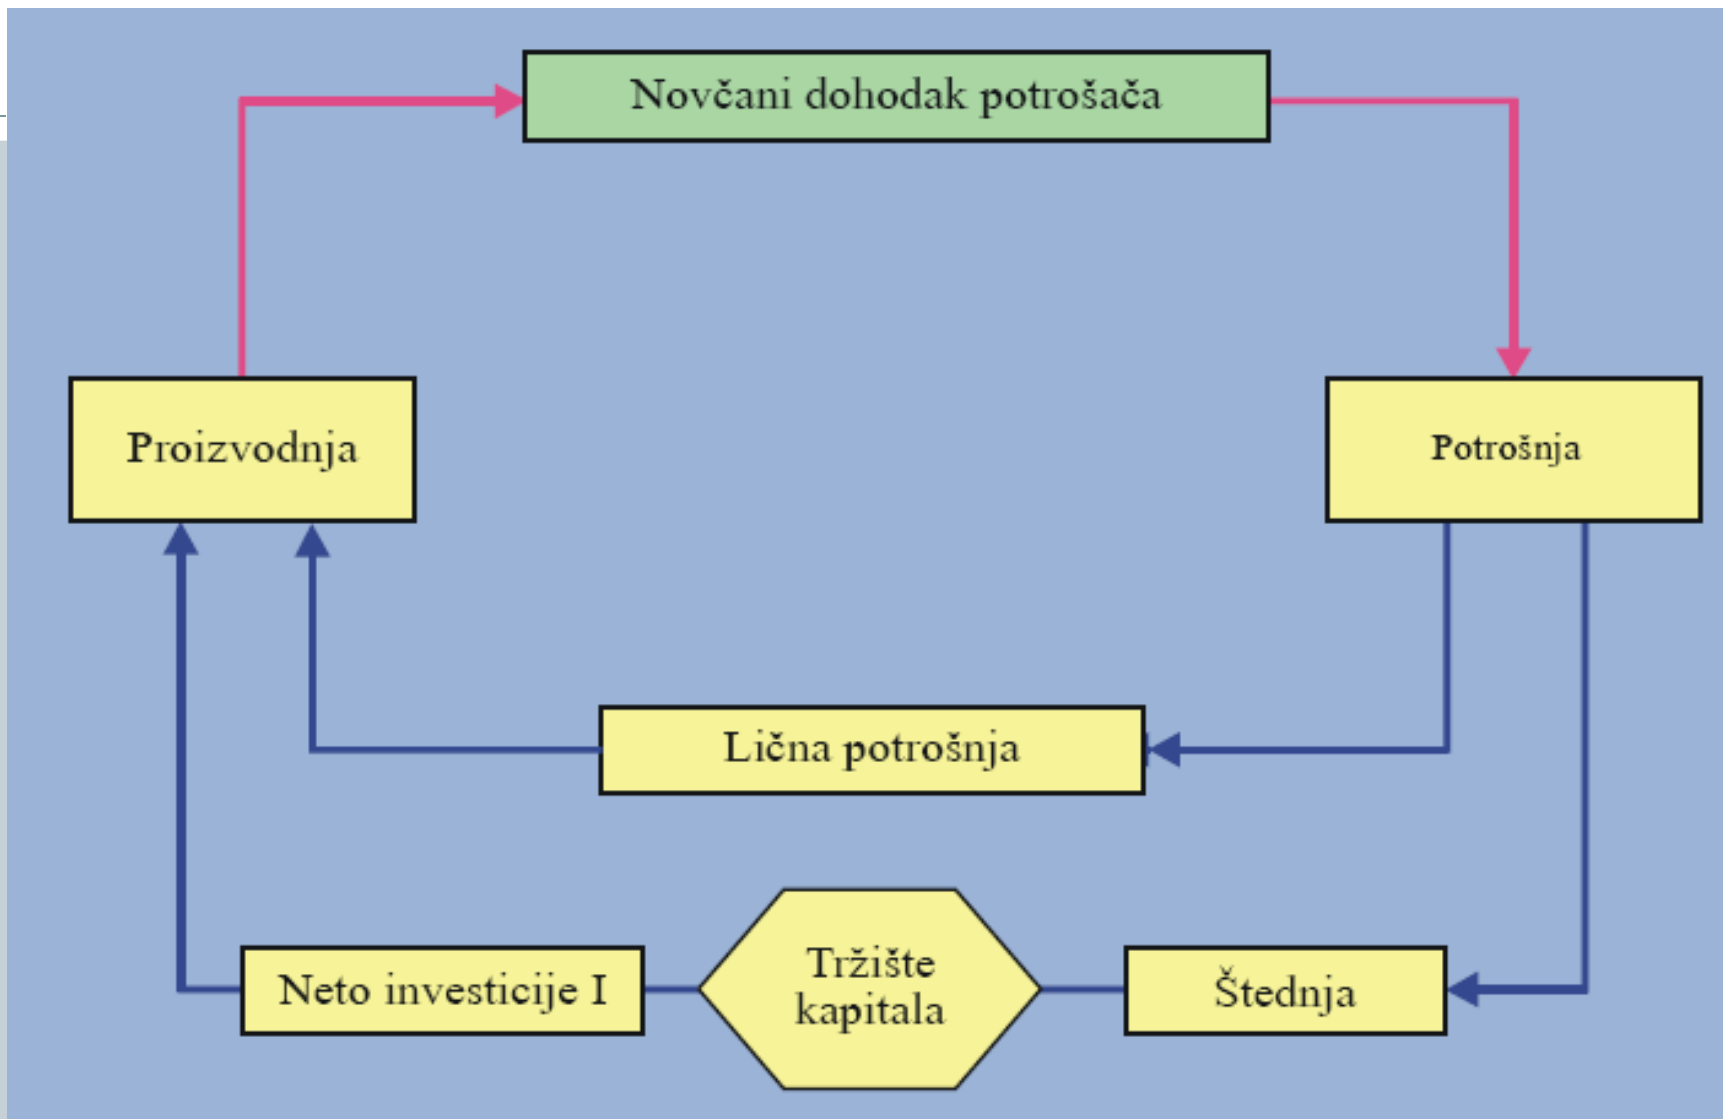 Novčani dohodak potrošača
Proizvodnja
Potrošnja
Lična potrošnja
Neto investicije I
Tržište
kapitala
Štednja